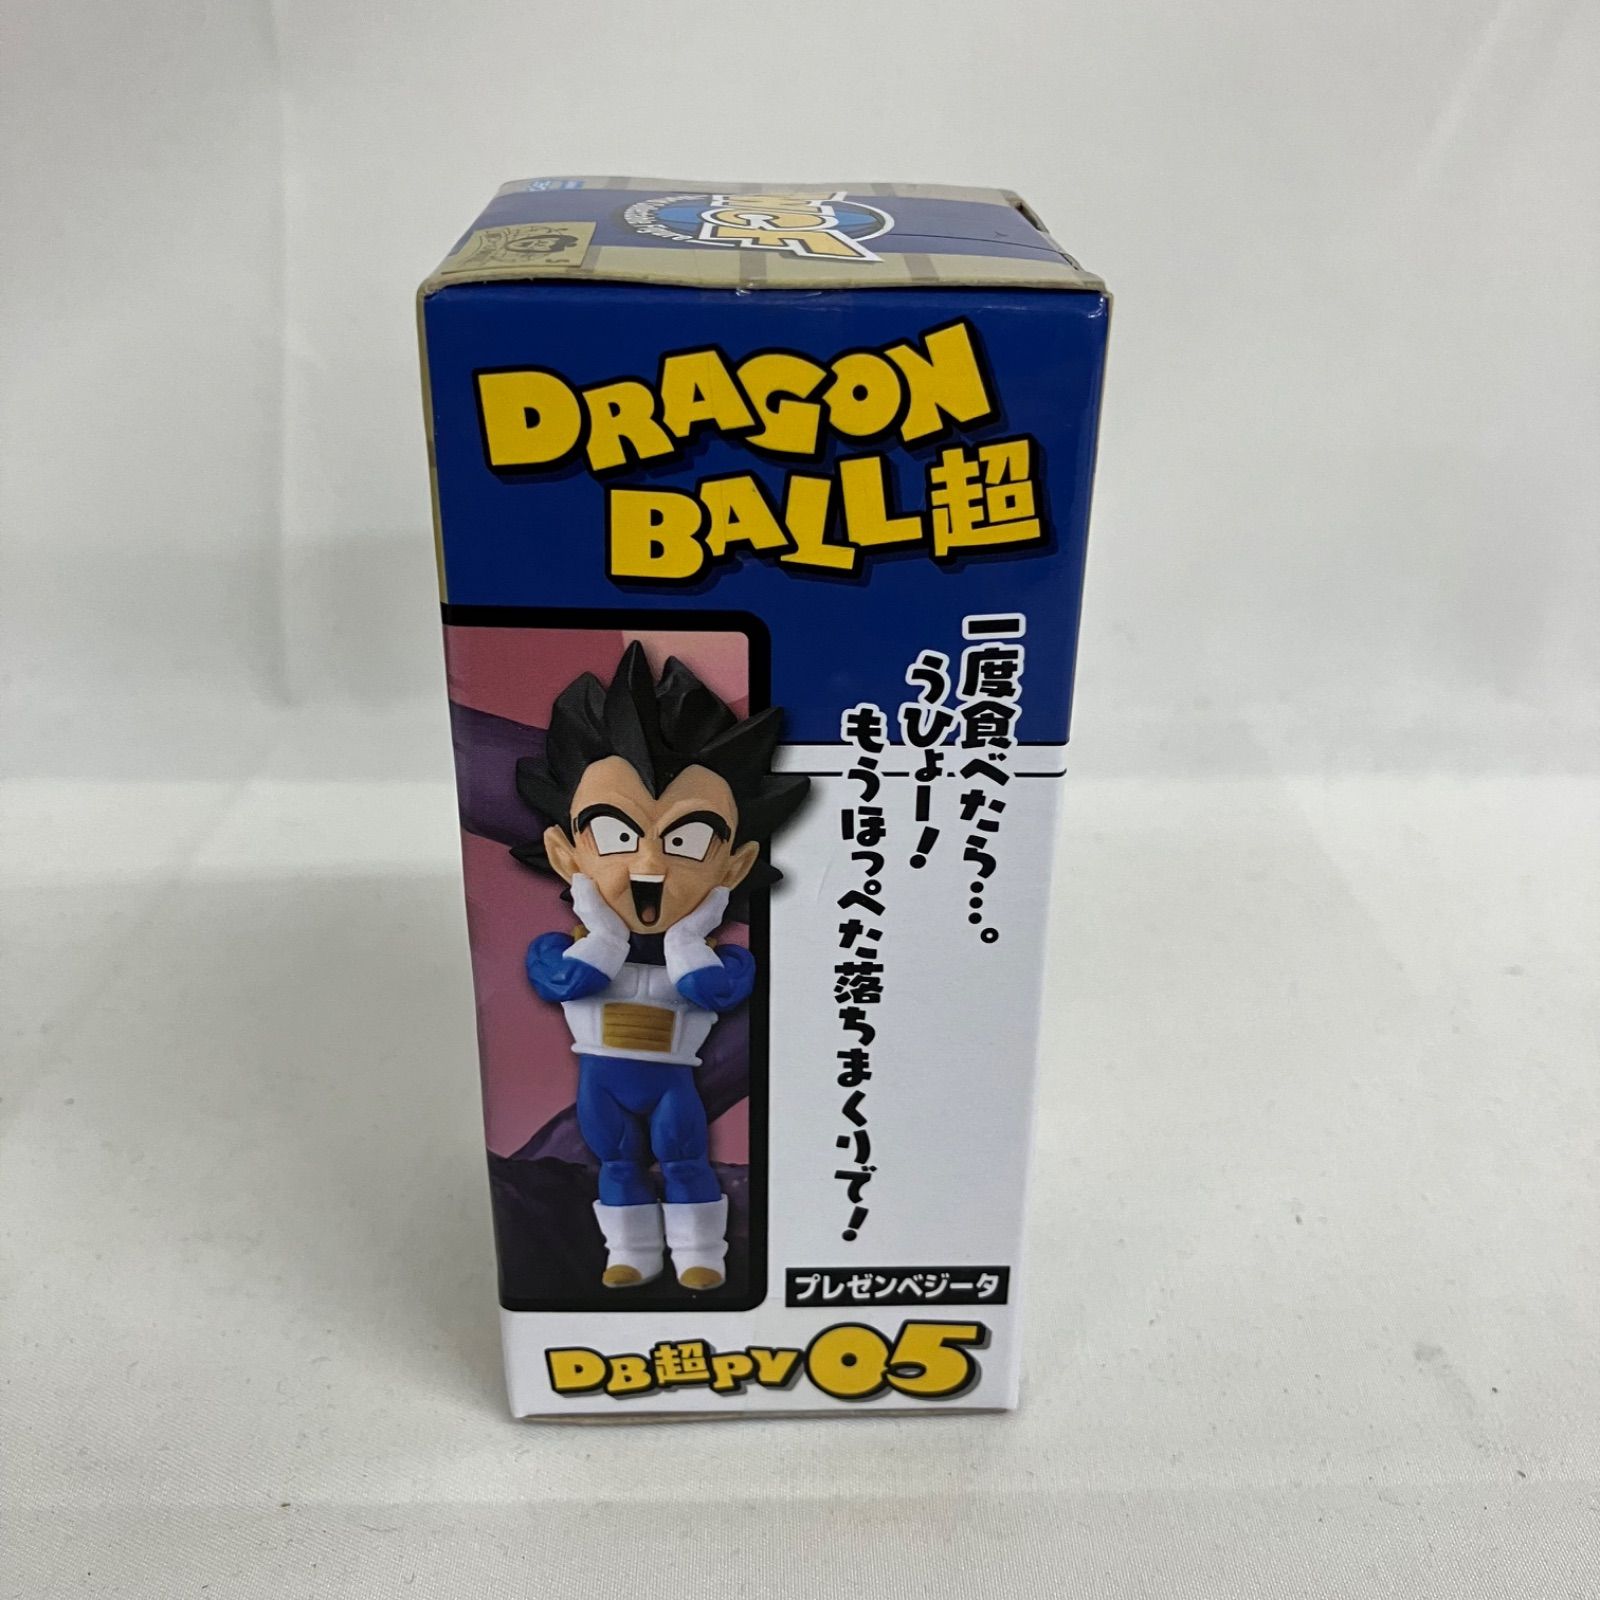 WCF
DRAGON
BALL超
一度食べたら…。
うひょー！
もうほっぺた落ちまくりで！
プレゼンベジータ
DB超PV05